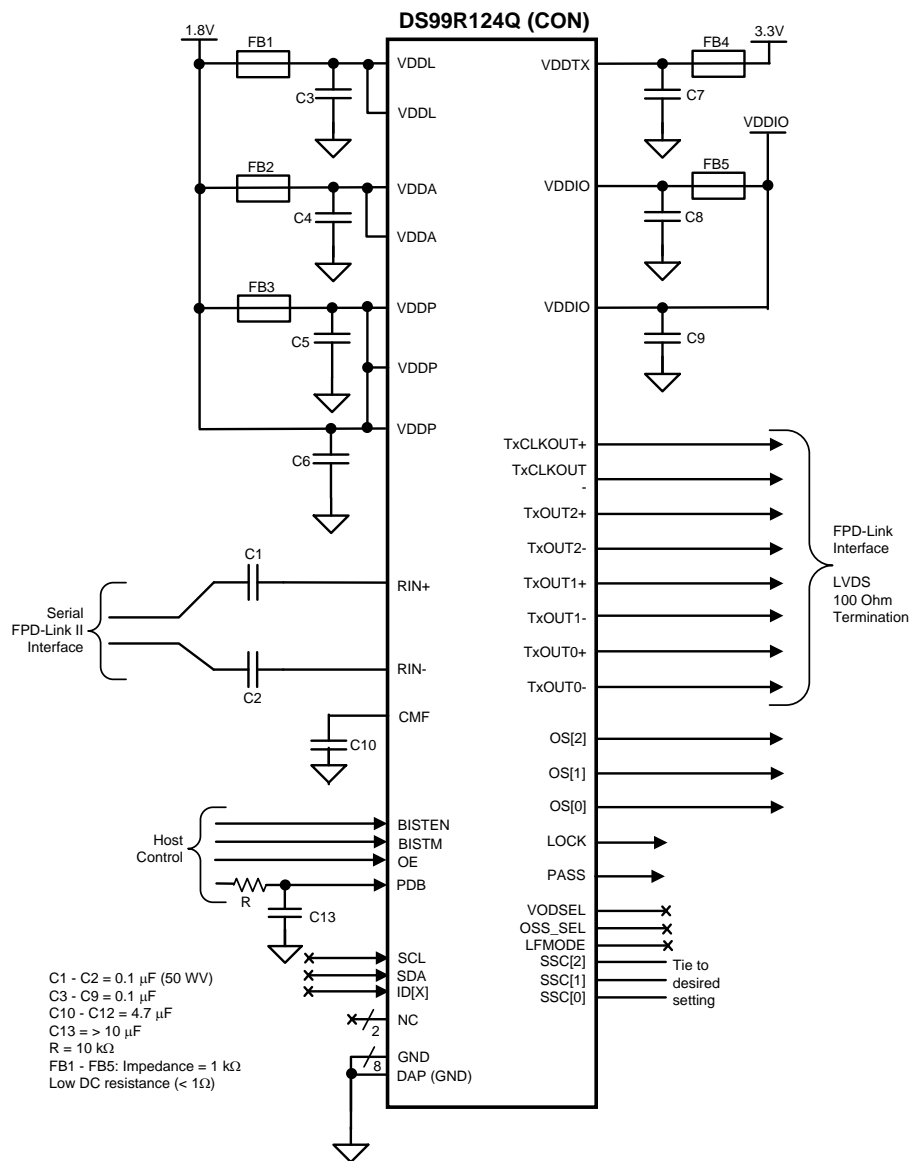 DS99R124Q (CON)
1.8V
FB1
VDDL
C3
VDDL
FB2
VDDA
C4
VDDA
FB3
VDDP
C5
VDDP
VDDP
C6
C1
RIN+
Serial
FPD-Link II
Interface
RIN-
C2
CMF
C10
Host
Control
BISTEN
BISTM
OE
PDB
R
C13
SCL
SDA
ID[X]
NC
2
GND
8
DAP (GND)
C1 - C2 = 0.1 μF (50 WV)
C3 - C9 = 0.1 μF
C10 - C12 = 4.7 μF
C13 = > 10 μF
R = 10 kΩ
FB1 - FB5: Impedance = 1 kΩ
Low DC resistance (< 1Ω)
3.3V
FB4
VDDTX
C7
VDDIO
FB5
VDDIO
C8
VDDIO
C9
TxCLKOUT+
TxCLKOUT
-
TxOUT2+
TxOUT2-
TxOUT1+
TxOUT1-
TxOUT0+
TxOUT0-
FPD-Link
Interface
LVDS
100 Ohm
Termination
OS[2]
OS[1]
OS[0]
LOCK
PASS
VODSEL
OSS_SEL
LFMODE
SSC[2]
SSC[1]
SSC[0]
Tie to
desired
setting